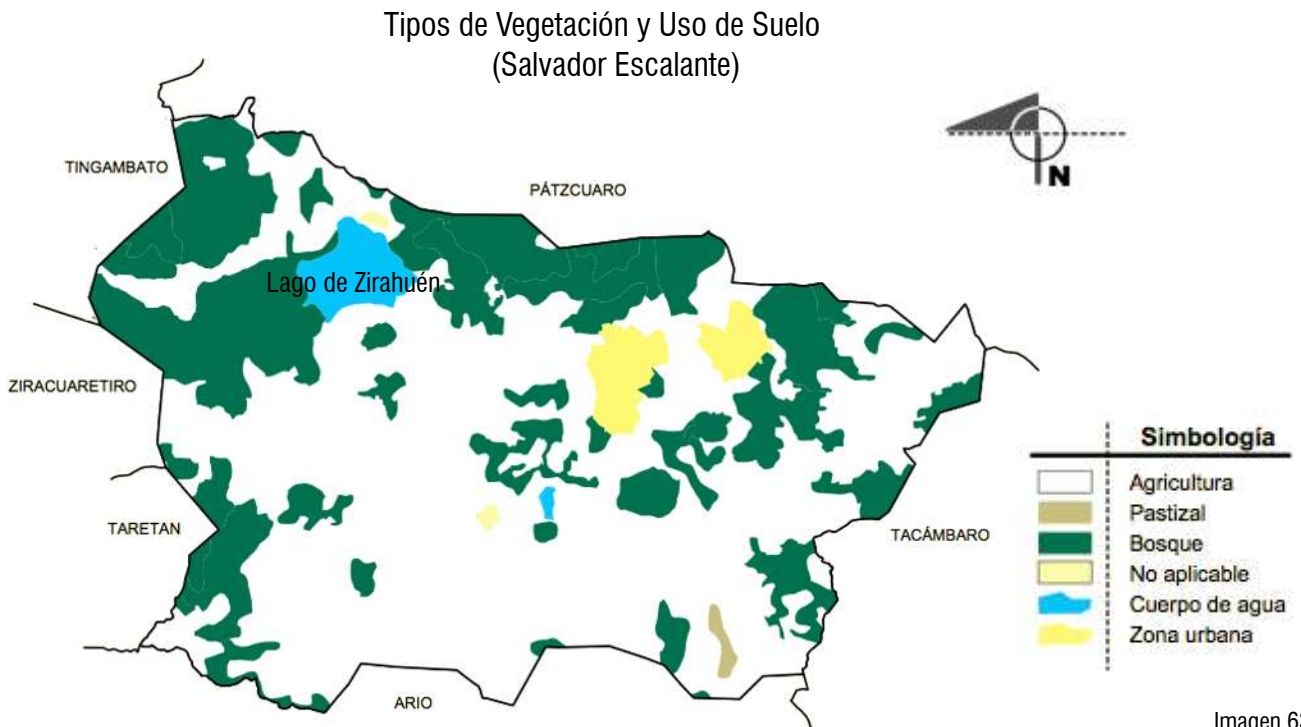 Tipos de Vegetación y Uso de Suelo
(Salvador Escalante)
TINGAMBATO
PÁTZCUARO
N
Lago de Zirahuén
ZIRACUARETIRO
TARETAN
TACÁMBARO
ARIO
Simbología
Agricultura
Pastizal
Bosque
No aplicable
Cuerpo de agua
Zona urbana
Imagen